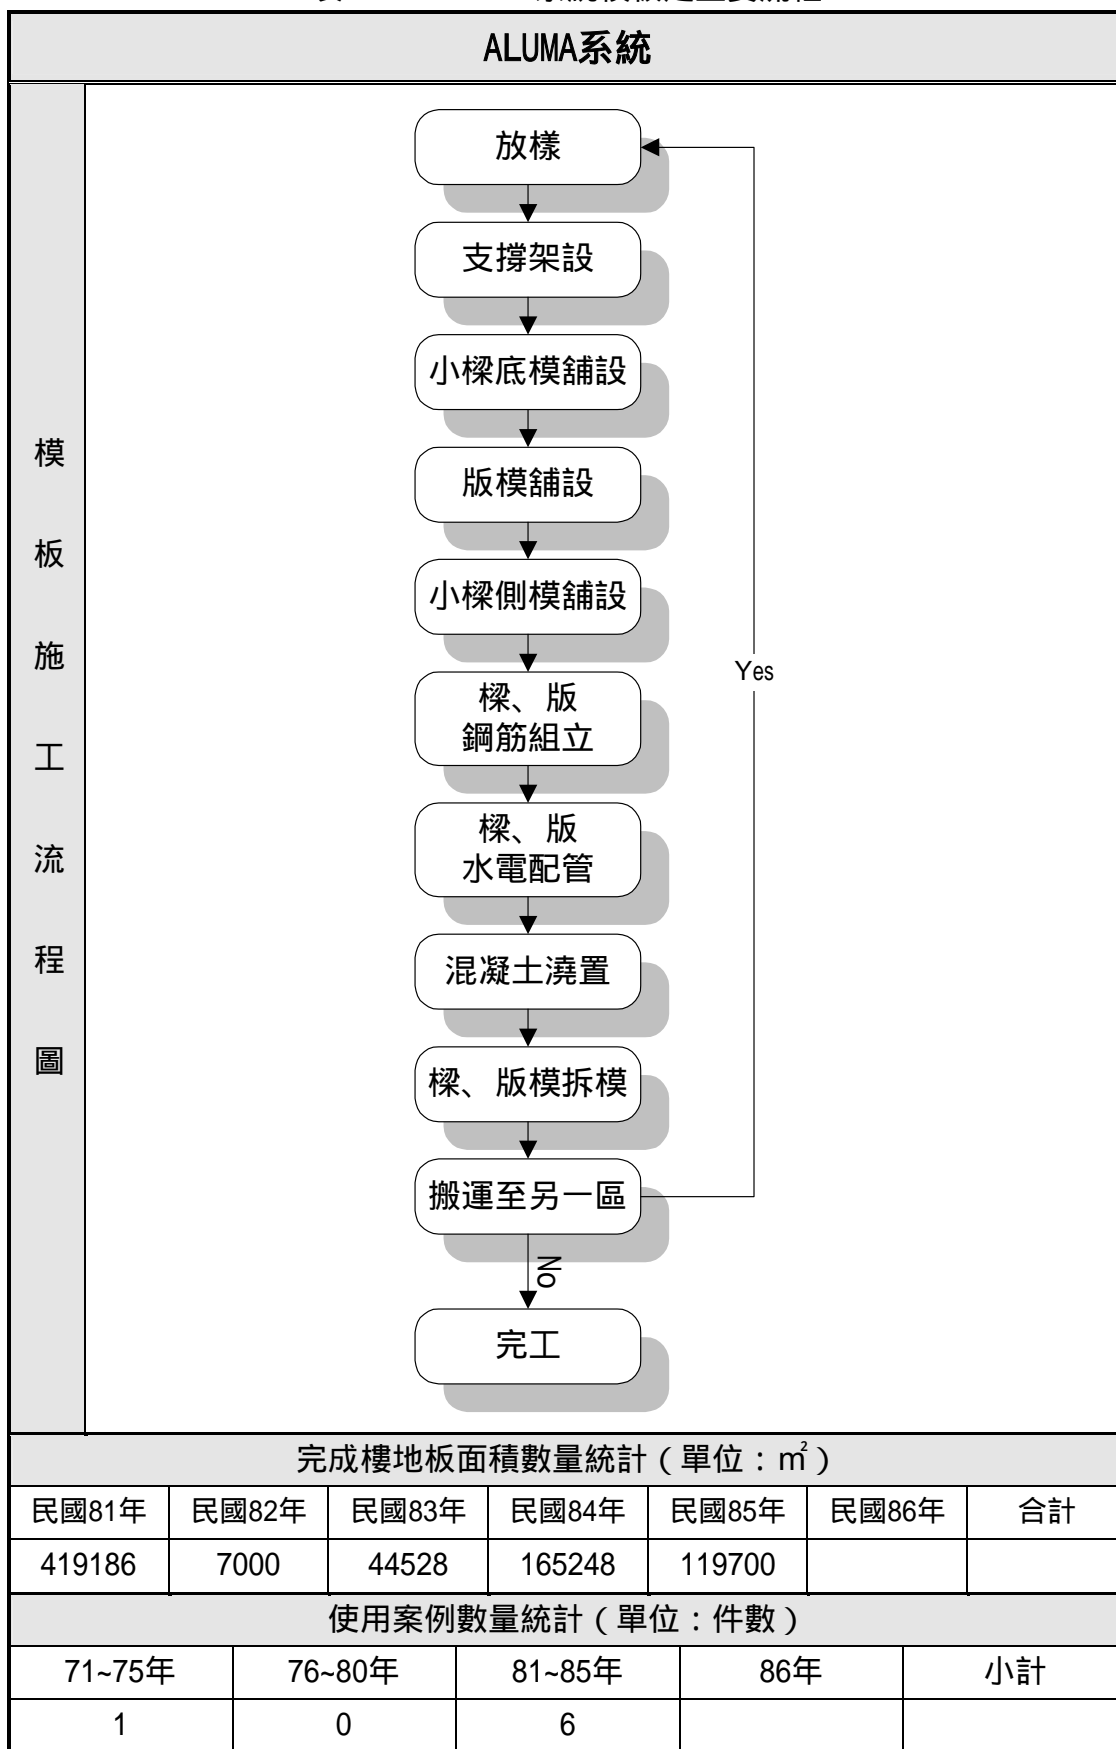 ALUMA系統
模板施工流程圖
放樣
支撐架設
小樑底模舖設
版模舖設
小樑側模舖設
樑、版
鋼筋組立
樑、版
水電配管
混凝土澆置
樑、版模拆模
搬運至另一區
Yes
No
完工
完成樓地板面積數量統計（單位：㎡）
民國81年 民國82年 民國83年 民國84年 民國85年 民國86年 合計
419186 7000 44528 165248 119700
使用案例數量統計（單位：件數）
71~75年 76~80年 81~85年 86年 小計
1 0 6